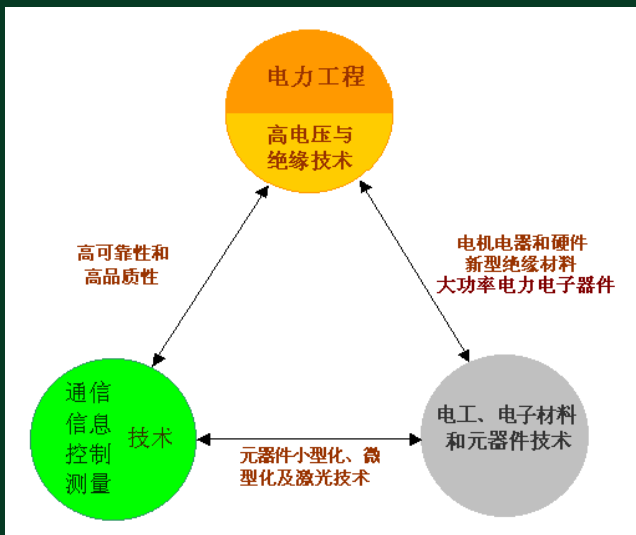 电力工程
高电压与
绝缘技术
高可靠性和
高品质性
电机电器和硬件
新型绝缘材料
大功率电力电子器件
通信
信息
控制
测量
技术
电工、电子材料
和元器件技术
元器件小型化、微
型化及激光技术